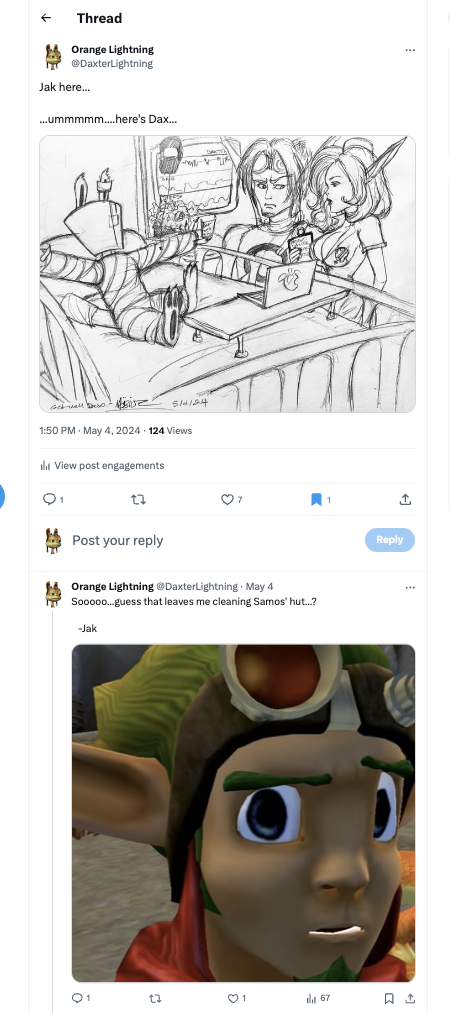 Thread
Orange Lightning
@DaxterLightning
Jak here...
...ummmmm....here's Dax...
DAXTER
5/4/24
1:50 PM · May 4, 2024 · 124 Views
View post engagements
1
7
1
Post your reply
Reply
Orange Lightning @DaxterLightning · May 4
Sooooo...guess that leaves me cleaning Samos' hut...?
-Jak
1
1
67